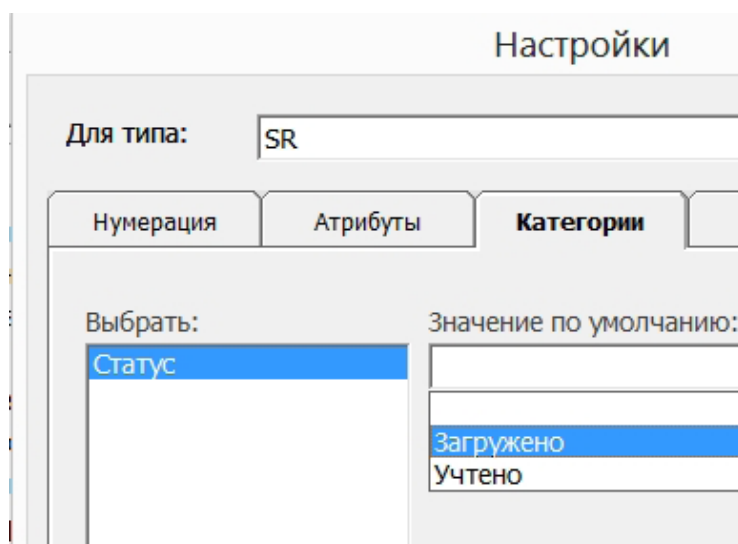 Настройки
Для типа: SR
Нумерация Атрибуты Категории
Выбрать: Значение по умолчанию:
Статус
Загружено
Учтено